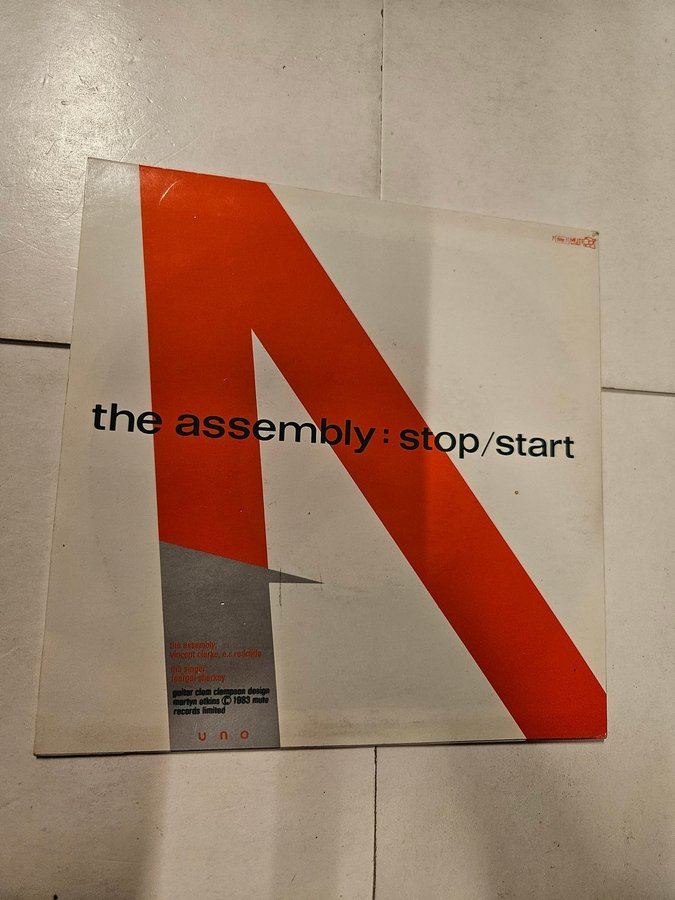 the assembly : stop/start
the assembly:
vincent clarke, e.c. radcliffe
the singer:
feargal sharkey
guitar clem clempson design
martyn atkins © 1983 mute
records limited
uno